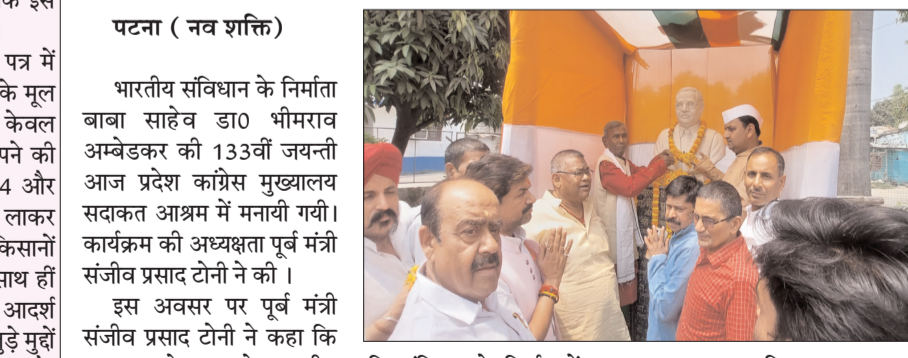 पत्र में
के मूल
केवल
पने की
4 और
लाकर
किसानों
साथ हीं
आदर्श
पटना ( नव शक्ति)
भारतीय संविधान के निर्माता
बाबा साहेव डा0 भीमराव
अम्बेडकर की 133वीं जयन्ती
आज प्रदेश कांग्रेस मुख्यालय
सदाकत आश्रम में मनायी गयी।
कार्यक्रम की अध्यक्षता पूर्ब मंत्री
संजीव प्रसाद टोनी ने की ।
इस अवसर पर पूर्ब मंत्री
संजीव प्रसाद टोनी ने कहा कि